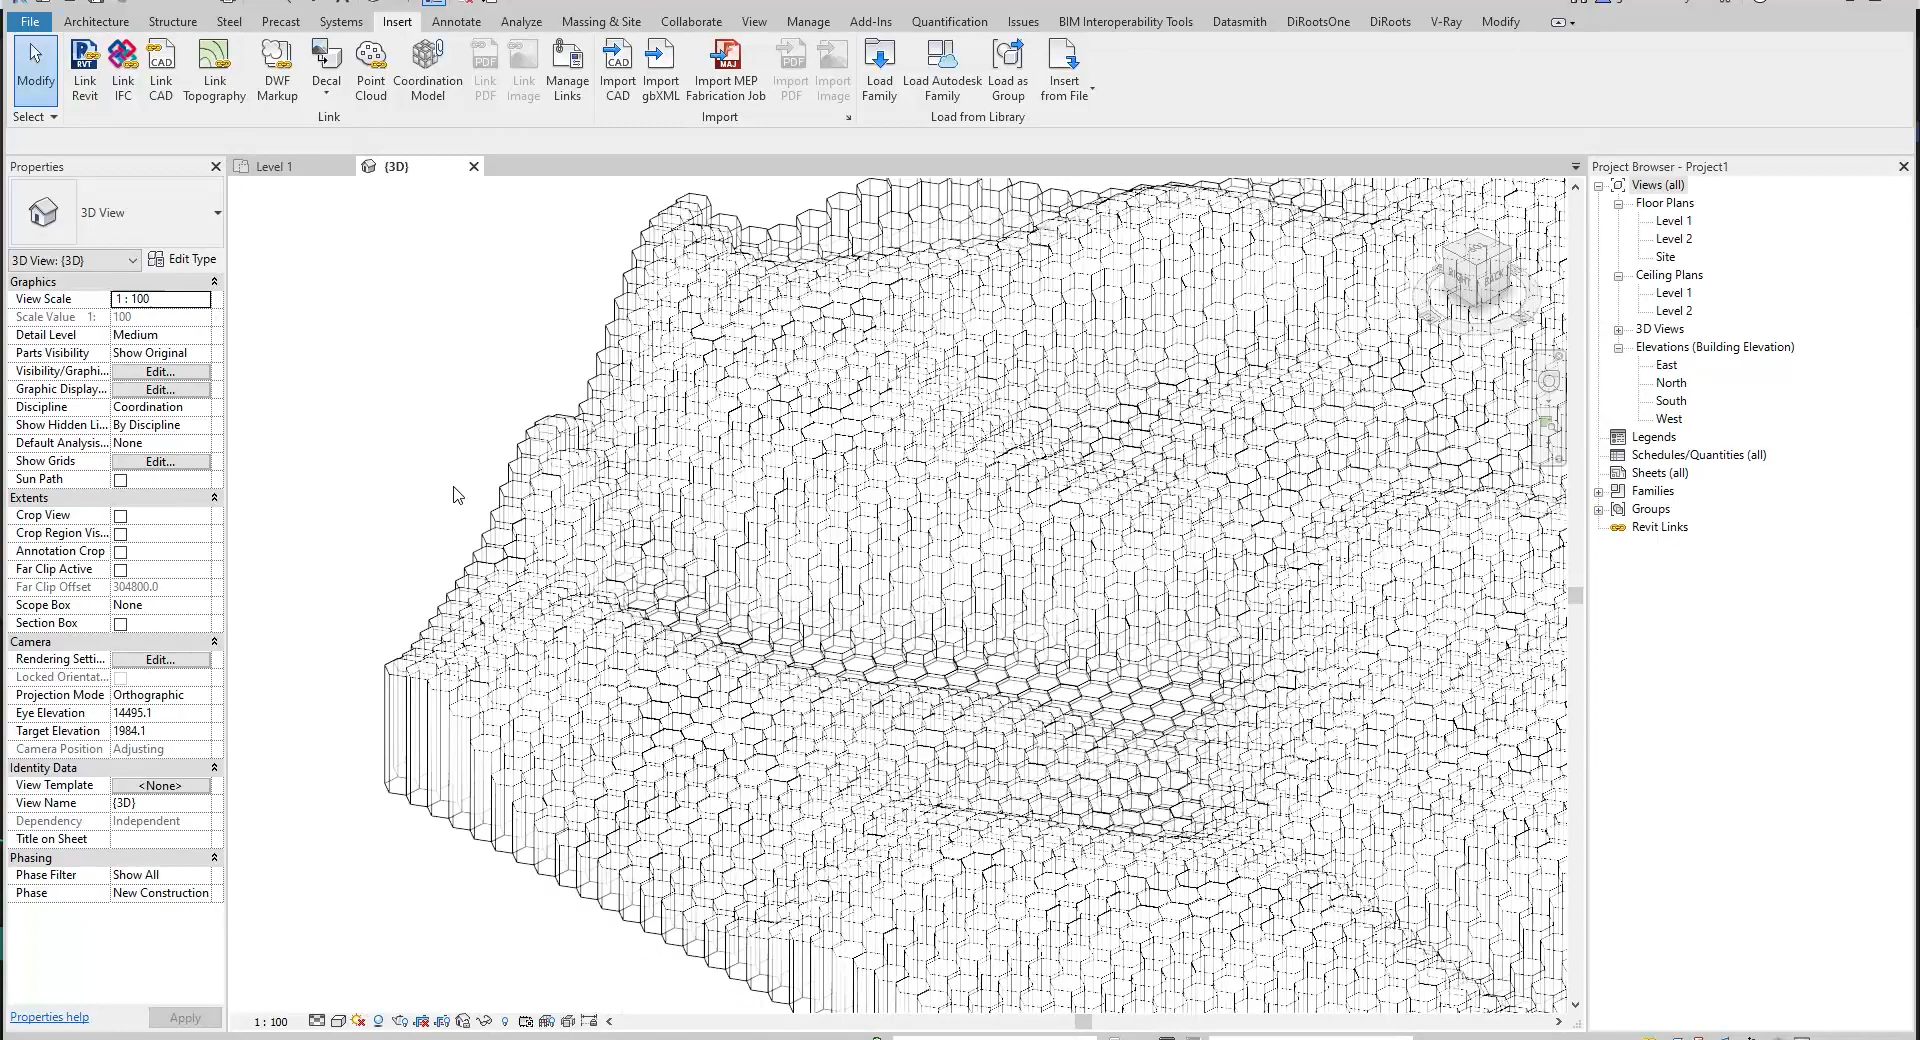 File Architecture Structure Steel Precast Systems Insert Annotate Analyze Massing & Site Collaborate View Manage Add-Ins Quantification Issues BIM Interoperability Tools Datasmith DiRootsOne DiRoots V-Ray Modify
Modify
Link Revit
Link IFC
Link CAD
Link Topography
DWF Markup
Decal
Point Cloud
Coordination Model
Link PDF
Link Image
Manage Links
Import CAD
Import gbXML
Import MEP Fabrication Job
Import PDF
Import Image
Load Family
Load Autodesk Family
Load as Group
Insert from File
Select Link Import Load from Library
Properties
Level 1
{3D}
Project Browser - Project1
3D View
3D View: {3D} Edit Type
Graphics
View Scale 1 : 100
Scale Value 1: 100
Detail Level Medium
Parts Visibility Show Original
Visibility/Graphi... Edit...
Graphic Display... Edit...
Discipline Coordination
Show Hidden Li... By Discipline
Default Analysis... None
Show Grids Edit...
Sun Path
Extents
Crop View
Crop Region Vis...
Annotation Crop
Far Clip Active
Far Clip Offset 304800.0
Scope Box None
Section Box
Camera
Rendering Setti... Edit...
Locked Orientat...
Projection Mode Orthographic
Eye Elevation 14495.1
Target Elevation 1984.1
Camera Position Adjusting
Identity Data
View Template <None>
View Name {3D}
Dependency Independent
Title on Sheet
Phasing
Phase Filter Show All
Phase New Construction
Properties help Apply
RIGHT BACK
1 : 100
Views (all)
Floor Plans
Level 1
Level 2
Site
Ceiling Plans
Level 1
Level 2
3D Views
Elevations (Building Elevation)
East
North
South
West
Legends
Schedules/Quantities (all)
Sheets (all)
Families
Groups
Revit Links